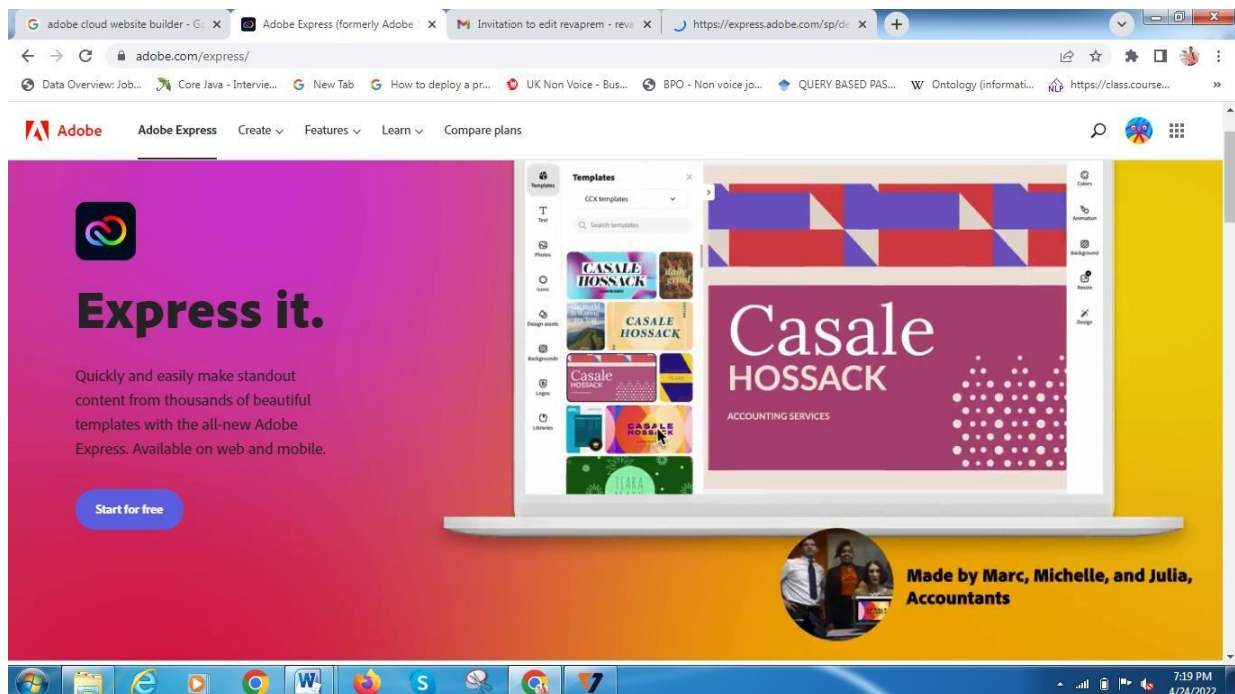 adobe cloud website builder - Go
Adobe Express (formerly Adobe S
Invitation to edit revaprem - reva
https://express.adobe.com/sp/de
adobe.com/express/
Data Overview: Job...
Core Java - Intervie...
New Tab
How to deploy a pr...
UK Non Voice - Bus...
BPO - Non voice jo...
QUERY BASED PAS...
Ontology (informati...
NLP
https://class.course...
»
Adobe
Adobe Express
Create
Features
Learn
Compare plans
Express it.
Quickly and easily make standout
content from thousands of beautiful
templates with the all-new Adobe
Express. Available on web and mobile.
Start for free
Templates
Text
Photos
Icons
Design assets
Backgrounds
Logos
Libraries
Templates
CCX templates
Search templates
CASALE
HOSSACK
daily
grind
CASALE
HOSSACK
Casale
HOSSACK
CASALE
HOSSACK
Casale
HOSSACK
ACCOUNTING SERVICES
Colors
Animation
Background
Resize
Design
Made by Marc, Michelle, and Julia,
Accountants
7:19 PM
4/24/2022